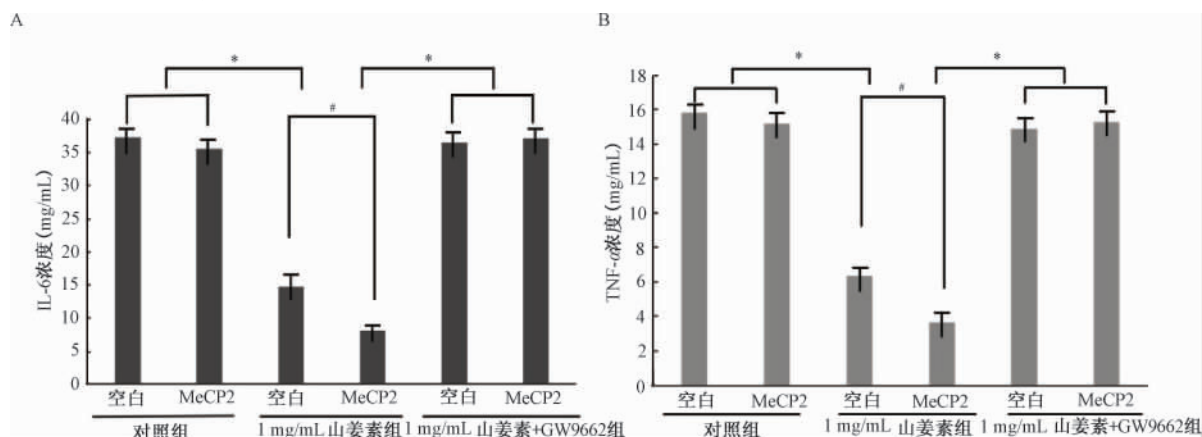 A
*
*
#
40
35
30
25
20
15
10
5
0
IL-6浓度(mg/mL)
空白
MeCP2
空白
MeCP2
空白
MeCP2
对照组
1 mg/mL 山姜素组
1 mg/mL 山姜素+GW9662组
B
*
*
#
18
16
14
12
10
8
6
4
2
0
TNF-α浓度(mg/mL)
空白
MeCP2
空白
MeCP2
空白
MeCP2
对照组
1 mg/mL 山姜素组
1 mg/mL 山姜素+GW9662组